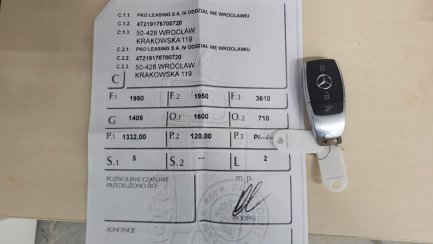 C.1.1. PKO LEASING S.A. IV ODDZIAŁ WE WROCŁAWIU
C.1.2. 47219176700720
C.1.3. 50-428 WROCŁAW
KRAKOWSKA 119
C.2.1. PKO LEASING S.A. IV ODDZIAŁ WE WROCŁAWIU
C.2.2. 47219176700720
C.2.3. 50-428 WROCŁAW
KRAKOWSKA 119
C
F.1 1950 F.2 1950 F.3 3610
G 1405 O.1 1600 O.2 710
P.1 1332,00 P.2 120,00 P.3 P/---/---
S.1 5 S.2 --- L 2
POZWOLENIE CZASOWE
PRZEDŁUŻONO DO:
m. p.
(PODPIS)
ADNOTACJE